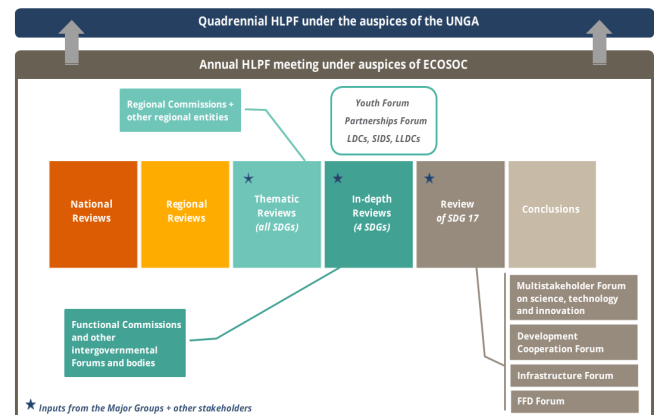 Quadrennial HLPF under the auspices of the UNGA
Annual HLPF meeting under auspices of ECOSOC
Regional Commissions +
other regional entities
Youth Forum
Partnerships Forum
LDCs, SIDS, LLDCs
National
Reviews
Regional
Reviews
Thematic
Reviews
(all SDGs)
In-depth
Reviews
(4 SDGs)
Review
of SDG 17
Conclusions
Functional Commissions
and other
intergovernmental
Forums and bodies
Multistakeholder Forum
on science, technology
and innovation
Development
Cooperation Forum
Infrastructure Forum
FFD Forum
Inputs from the Major Groups + other stakeholders